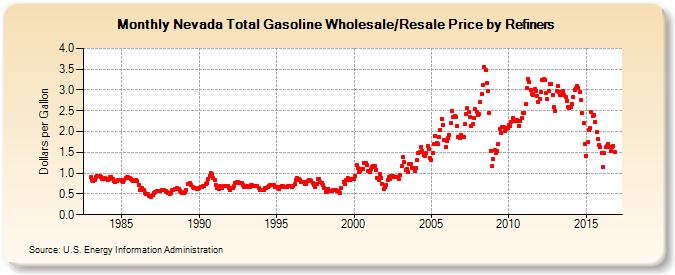 Monthly Nevada Total Gasoline Wholesale/Resale Price by Refiners
Dollars per Gallon
4.0
3.5
3.0
2.5
2.0
1.5
1.0
0.5
0.0
1985 1990 1995 2000 2005 2010 2015
Source: U.S. Energy Information Administration